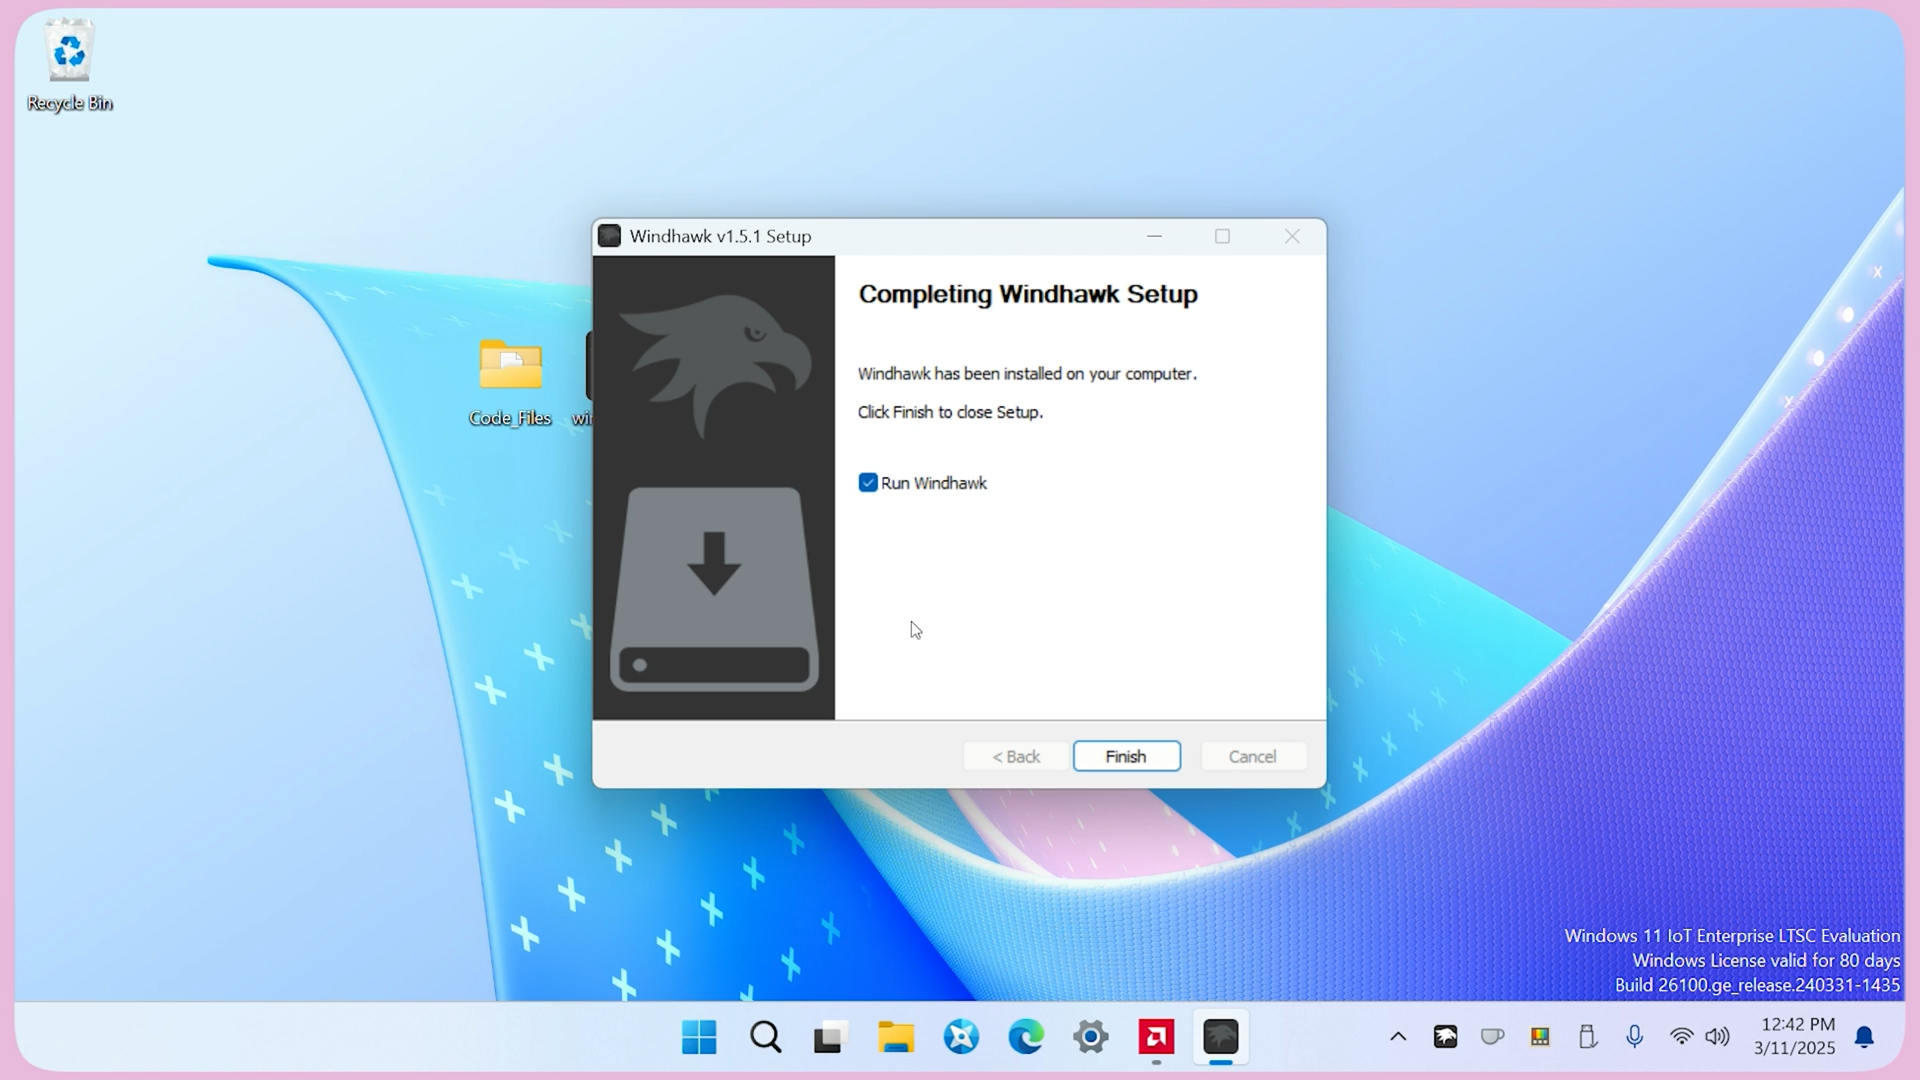 Recycle Bin
Windhawk v1.5.1 Setup
Completing Windhawk Setup
Windhawk has been installed on your computer.
Click Finish to close Setup.
Code_Files
Run Windhawk
< Back
Finish
Cancel
Windows 11 IoT Enterprise LTSC Evaluation
Windows License valid for 80 days
Build 26100.ge_release.240331-1435
12:42 PM
3/11/2025